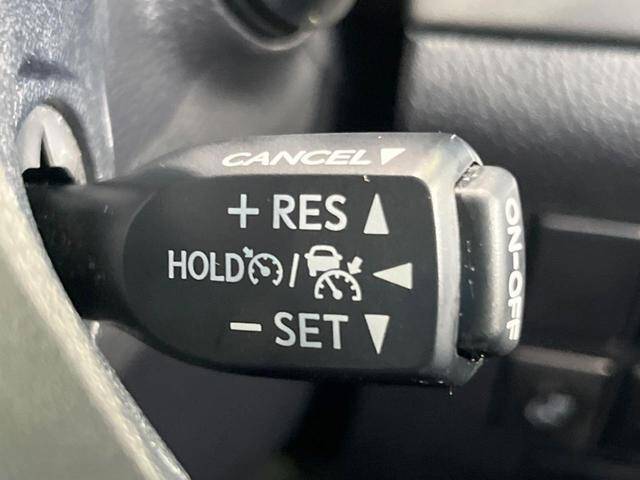 CANCEL
+ RES
HOLD /
- SET
ON-OFF